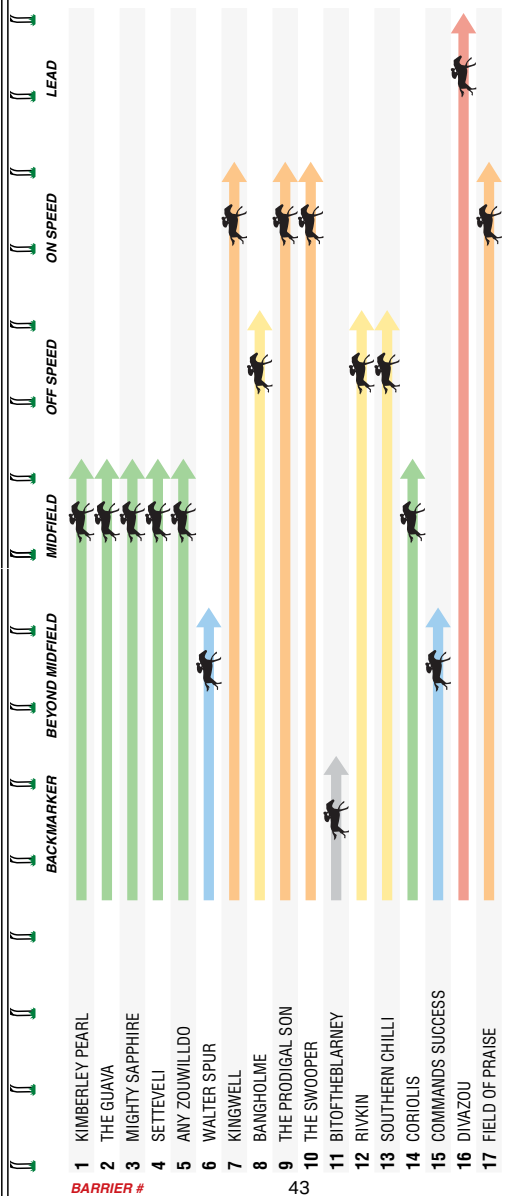 BACKMARKER
BEYOND MIDFIELD
MIDFIELD
OFF SPEED
ON SPEED
LEAD
1 KIMBERLEY PEARL
2 THE GUAVA
3 MIGHTY SAPPHIRE
4 SETTEVELI
5 ANY ZOUWILLDO
6 WALTER SPUR
7 KINGWELL
8 BANGHOLME
9 THE PRODIGAL SON
10 THE SWOOPER
11 BITOFTHEBLARNEY
12 RIVKIN
13 SOUTHERN CHILLI
14 CORIOLIS
15 COMMANDS SUCCESS
16 DIVAZOU
17 FIELD OF PRAISE
BARRIER #
43